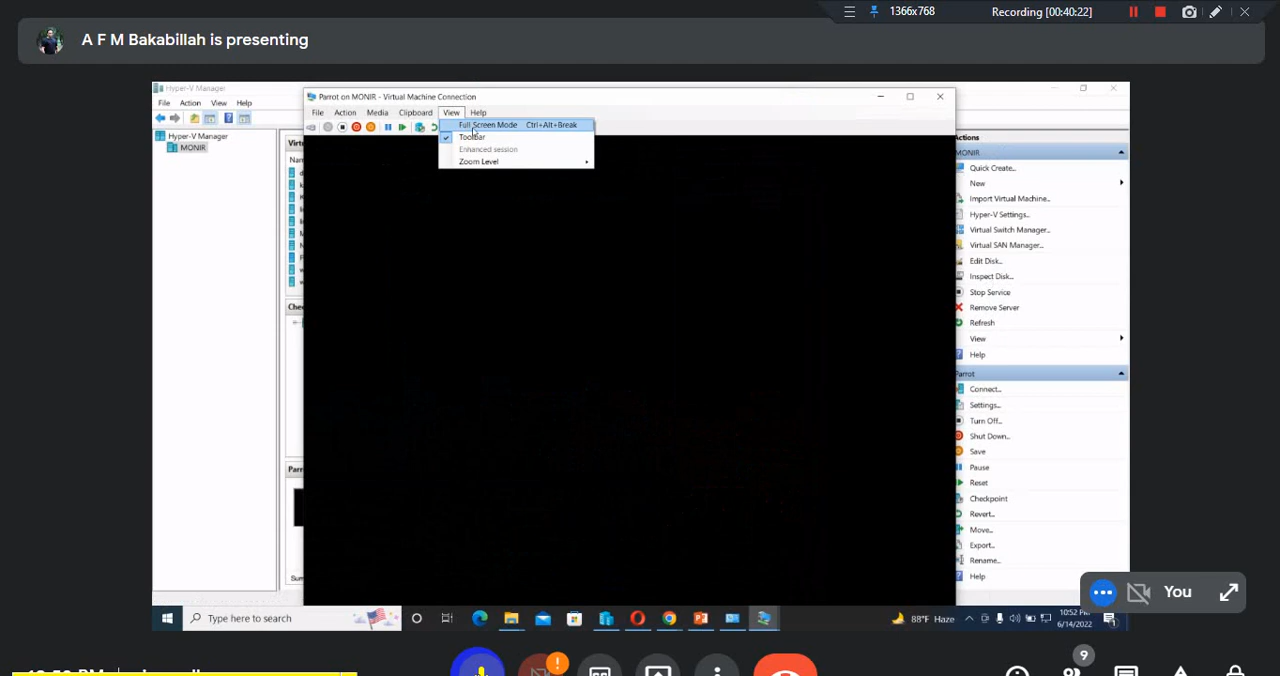 1366x768
Recording [00:40:22]
A F M Bakabillah is presenting
Hyper-V Manager
File Action View Help
Hyper-V Manager
MONIR
Parrot on MONIR - Virtual Machine Connection
File Action Media Clipboard View Help
Full Screen Mode Ctrl+Alt+Break
Toolbar
Enhanced session
Zoom Level
Actions
MONIR
Quick Create...
New
Import Virtual Machine...
Hyper-V Settings...
Virtual Switch Manager...
Virtual SAN Manager...
Edit Disk...
Inspect Disk...
Stop Service
Remove Server
Refresh
View
Help
Parrot
Connect...
Settings...
Turn Off...
Shut Down...
Save
Pause
Reset
Checkpoint
Revert...
Move...
Export...
Rename...
Help
You
Type here to search
88°F Haze
10:52 PM
6/14/2022
9